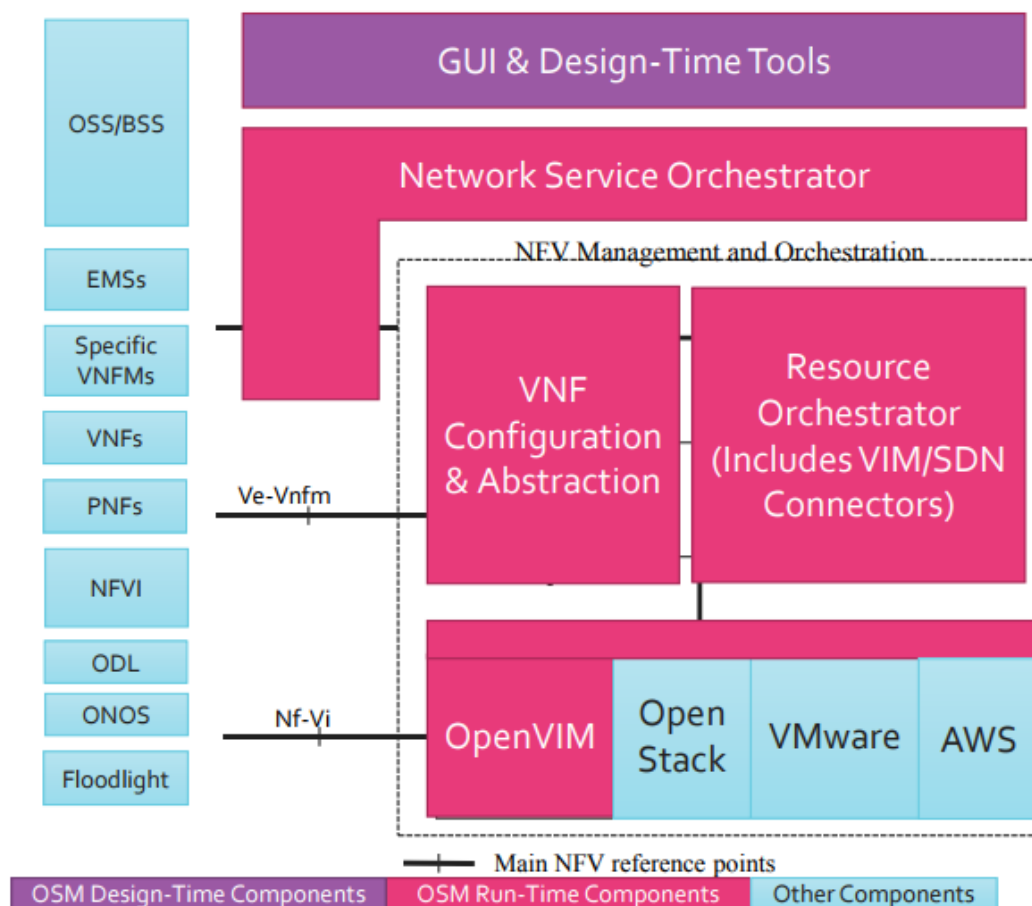 OSS/BSS
EMSs
Specific
VNFMs
VNFs
PNFs
NFVI
ODL
ONOS
Floodlight
GUI & Design-Time Tools
Network Service Orchestrator
NFV Management and Orchestration
VNF
Configuration
& Abstraction
Resource
Orchestrator
(Includes VIM/SDN
Connectors)
Ve-Vnfm
Nf-Vi
OpenVIM
Open
Stack
VMware
AWS
Main NFV reference points
OSM Design-Time Components
OSM Run-Time Components
Other Components